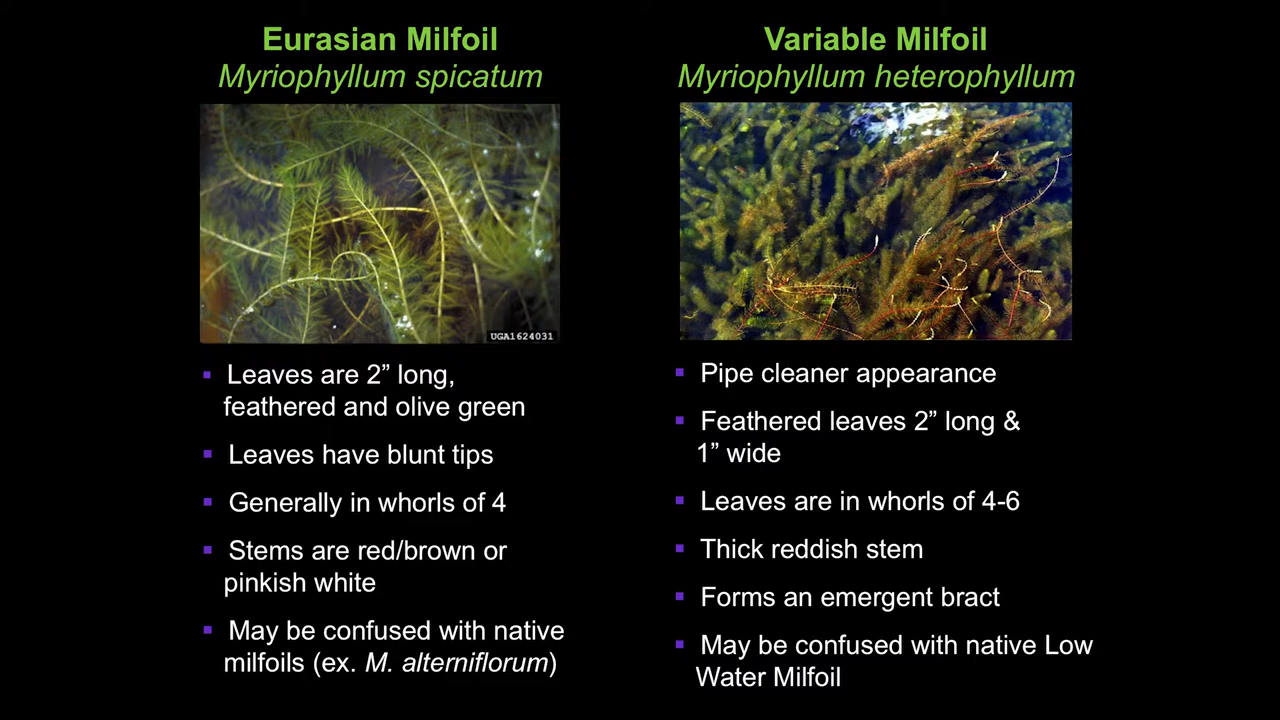 Eurasian Milfoil
Myriophyllum spicatum
UGA1624031
▪ Leaves are 2” long,
feathered and olive green
▪ Leaves have blunt tips
▪ Generally in whorls of 4
▪ Stems are red/brown or
pinkish white
▪ May be confused with native
milfoils (ex. M. alterniflorum)
Variable Milfoil
Myriophyllum heterophyllum
▪ Pipe cleaner appearance
▪ Feathered leaves 2” long &
1” wide
▪ Leaves are in whorls of 4-6
▪ Thick reddish stem
▪ Forms an emergent bract
▪ May be confused with native Low
Water Milfoil